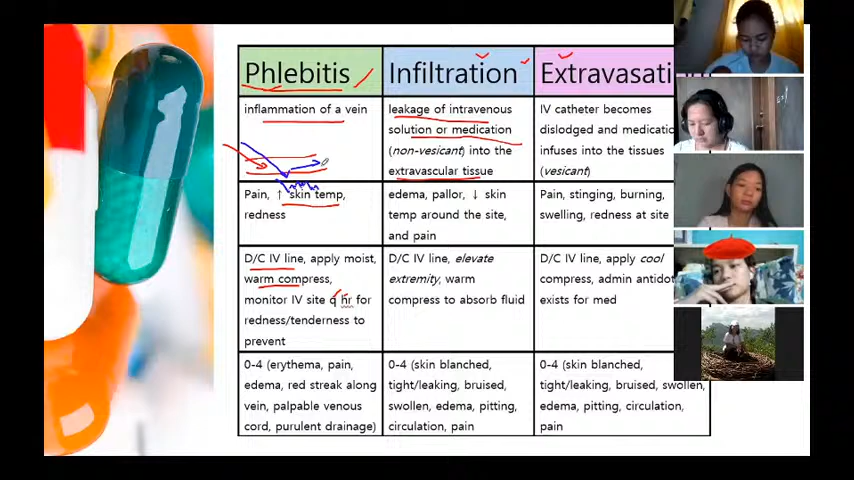 Phlebitis
Infiltration
inflammation of a vein
leakage of intravenous
solution or medication
(non-vesicant) into the
extravascular tissue
IV catheter becomes
dislodged and
infuses into the tissues
(vesicant)
Pain, ↑ skin temp,
redness
edema, pallor, ↓ skin
temp around the site,
and pain
Pain, stinging, burning,
swelling, redness at site
D/C IV line, apply moist,
warm compress,
monitor IV site q hr for
redness/tenderness to
prevent
D/C IV line, elevate
extremity, warm
compress to absorb fluid
D/C IV line, apply cool
compress, admin
exists for med
0-4 (erythema, pain,
edema, red streak along
vein, palpable venous
cord, purulent drainage)
0-4 (skin blanched,
tight/leaking, bruised,
swollen, edema, pitting,
circulation, pain
0-4 (skin blanched,
tight/leaking, bruised, swollen,
edema, pitting, circulation,
pain